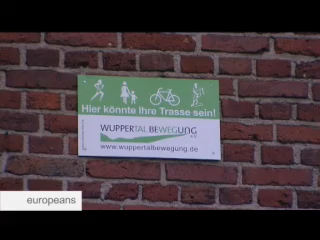 Hier könnte Ihre Trasse sein!
WUPPERTAL BEWEGUNG
e.V.
www.wuppertalbewegung.de
europeans